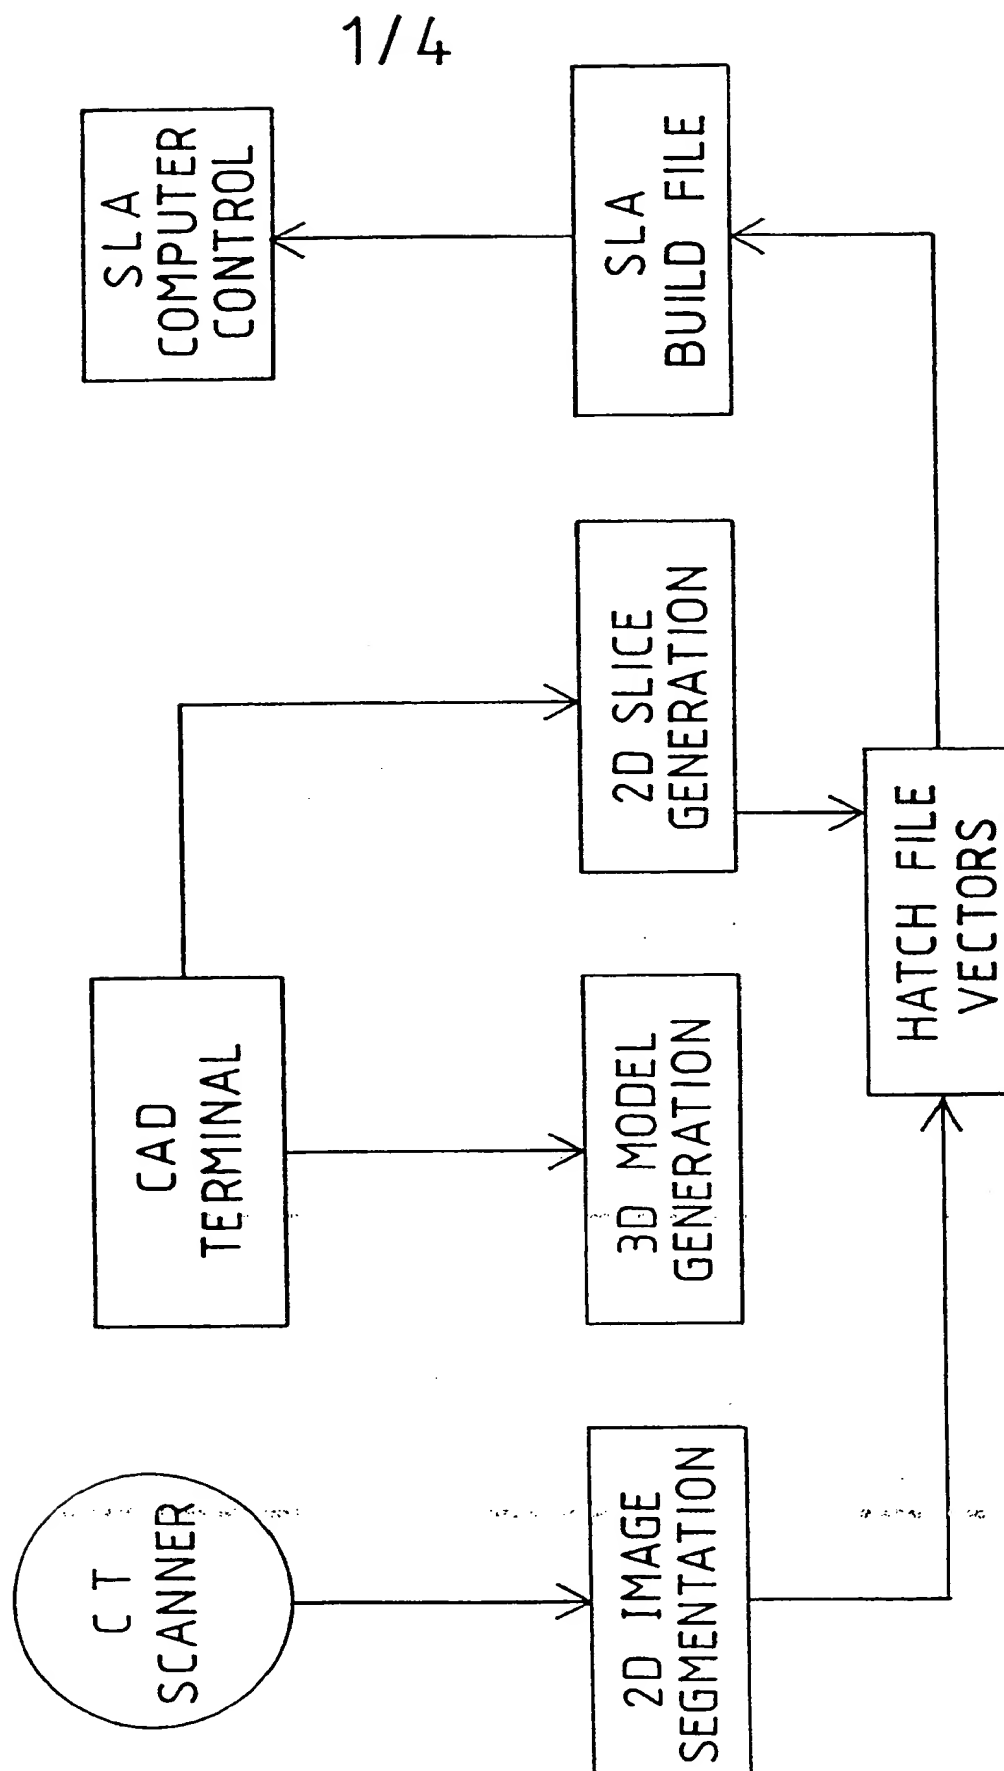 1/4
CT
SCANNER
CAD
TERMINAL
SLA
COMPUTER
CONTROL
2D IMAGE
SEGMENTATION
3D MODEL
GENERATION
2D SLICE
GENERATION
SLA
BUILD FILE
HATCH FILE
VECTORS